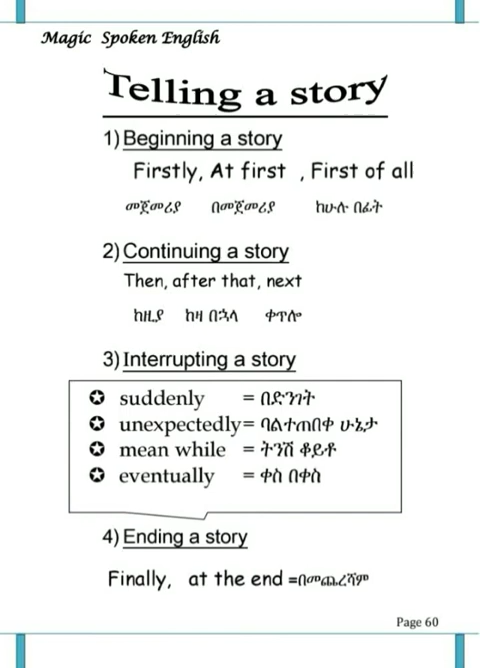 Magic Spoken English
Telling a story
1) Beginning a story
Firstly, At first , First of all
መጀመሪያ በመጀመሪያ ከሁሉ በፊት
2) Continuing a story
Then, after that, next
ከዚያ ከዛ በኋላ ቀጥሎ
3) Interrupting a story
✪ suddenly = በድንገት
✪ unexpectedly= ባልተጠበቀ ሁኔታ
✪ mean while = ትንሽ ቆይቶ
✪ eventually = ቀስ በቀስ
4) Ending a story
Finally, at the end =በመጨረሻም
Page 60